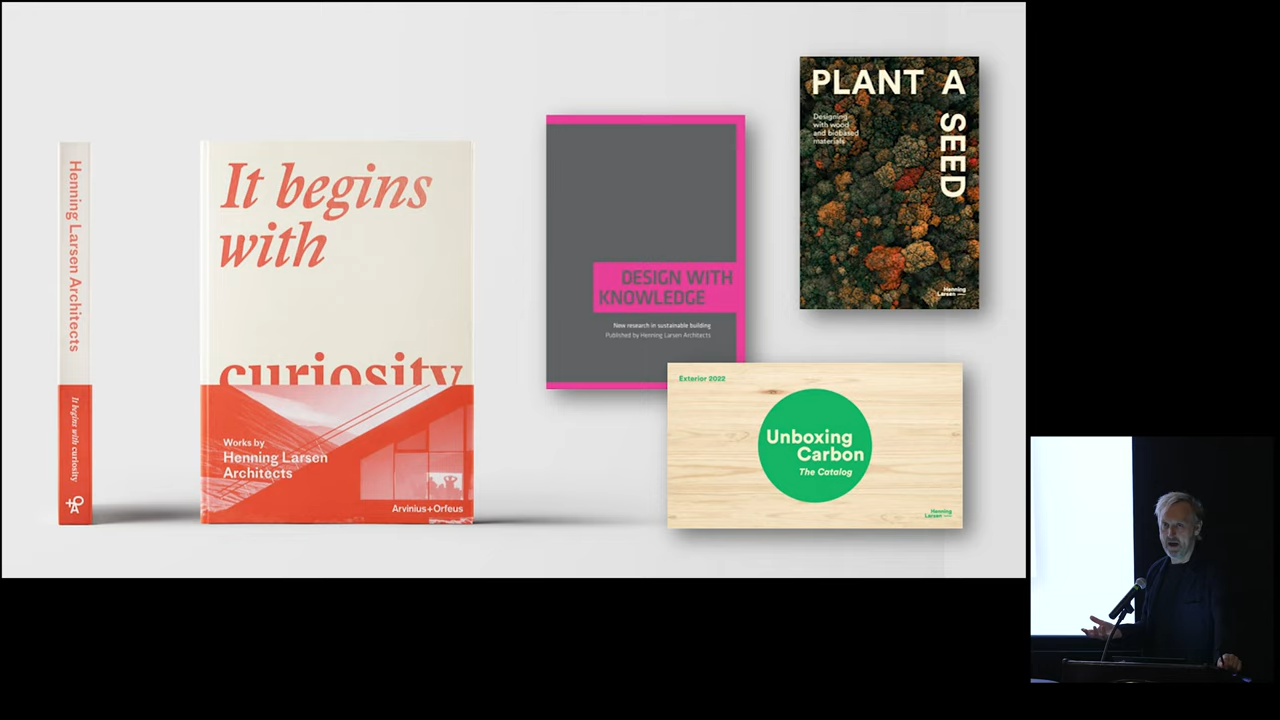 Henning Larsen Architects
It begins with curiosity
It begins
with
curiosity
Works by
Henning Larsen
Architects
Arvinius+Orfeus
DESIGN WITH
KNOWLEDGE
New research in sustainable building
Published by Henning Larsen Architects
PLANT A
SEED
Designing
with wood
and biobased
materials
Henning
Larsen
Exterior 2022
Unboxing
Carbon
The Catalog
Henning
Larsen